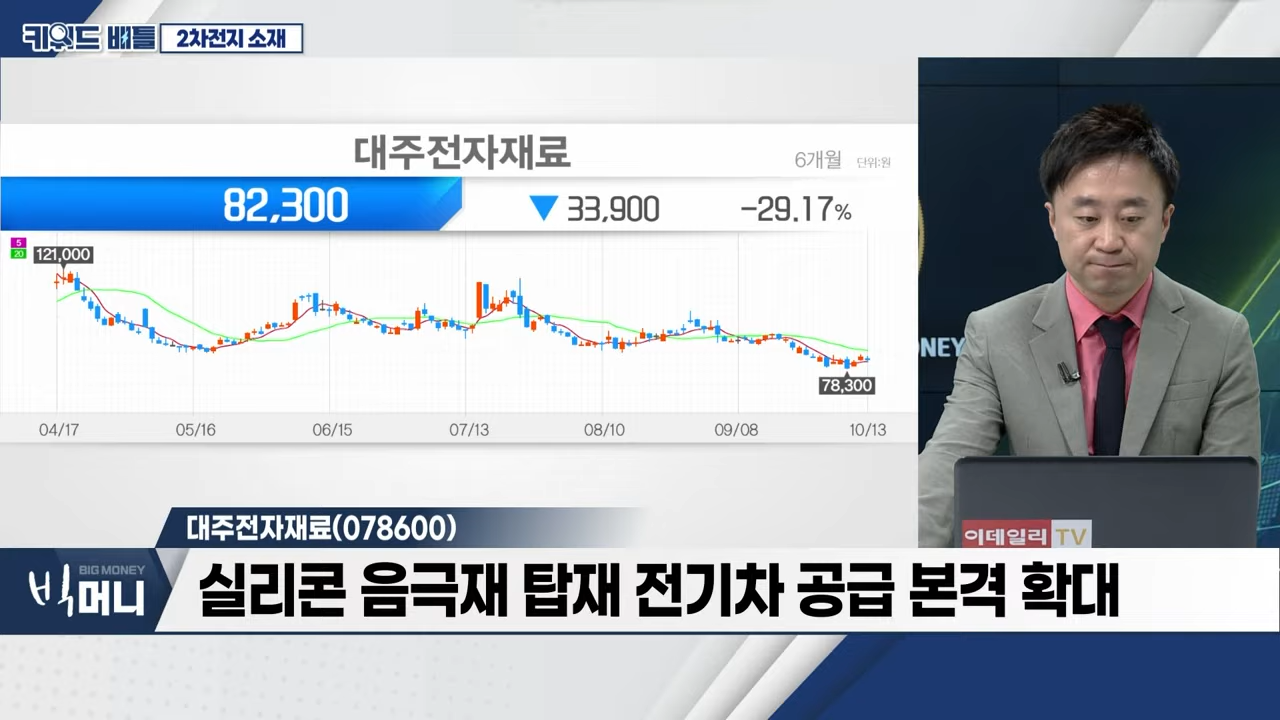 키워드 배틀
2차전지 소재
대주전자재료
6개월 단위:원
82,300 ▼ 33,900 -29.17%
5
20
121,000
78,300
04/17 05/16 06/15 07/13 08/10 09/08 10/13
NEY
이데일리 TV
대주전자재료(078600)
BIG MONEY
빅머니
실리콘 음극재 탑재 전기차 공급 본격 확대